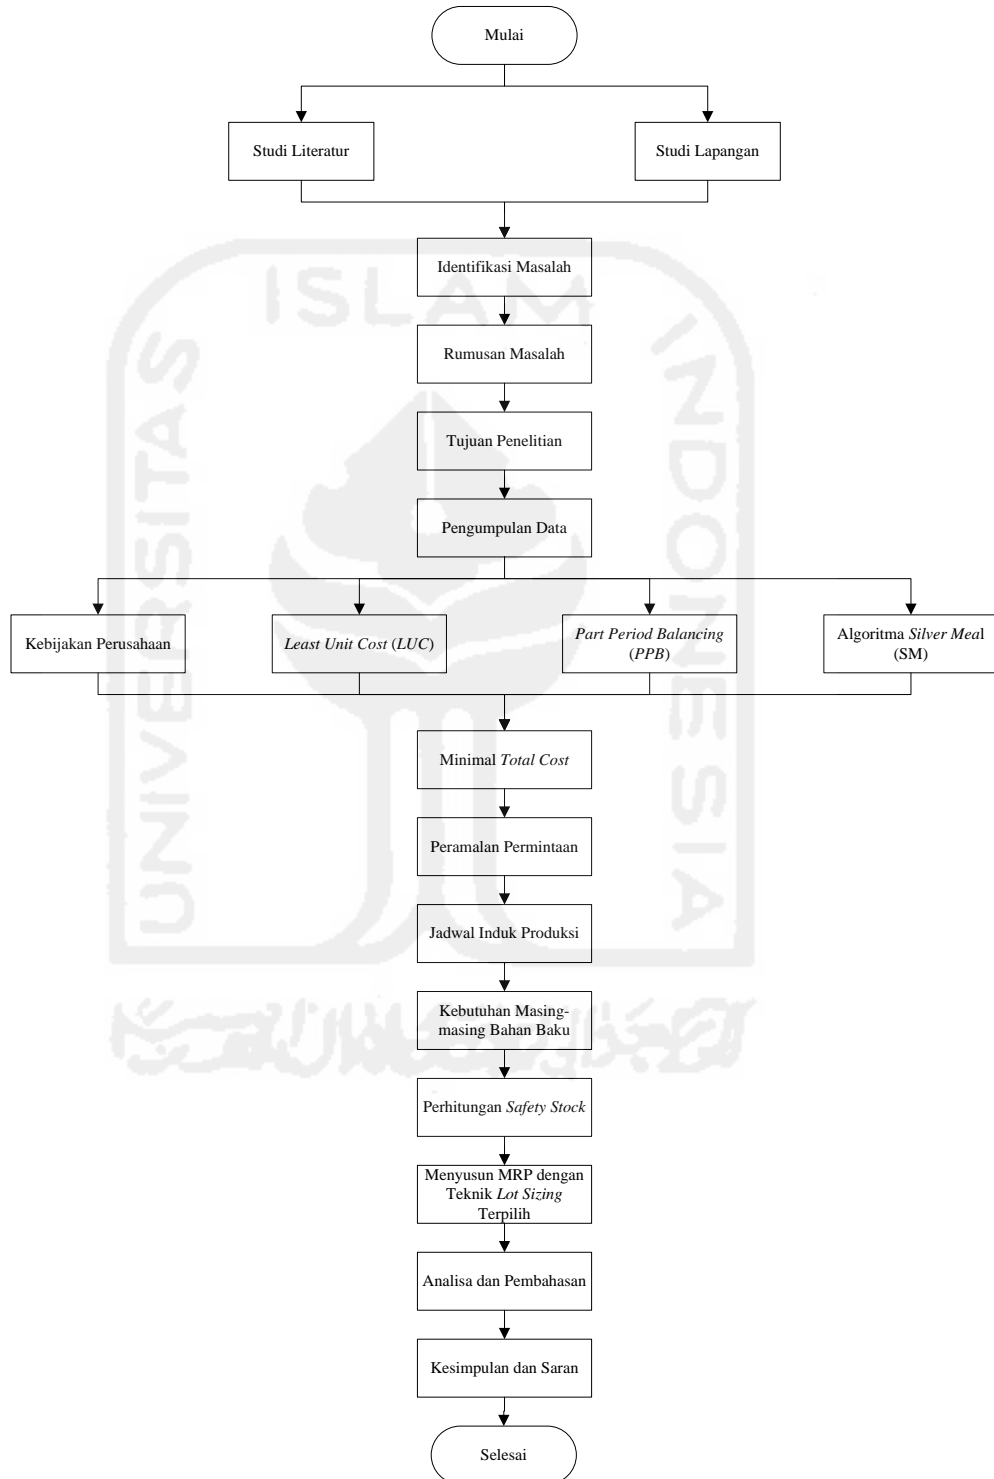 Mulai
Studi Literatur
Studi Lapangan
Identifikasi Masalah
Rumusan Masalah
Tujuan Penelitian
Pengumpulan Data
Kebijakan Perusahaan
Least Unit Cost (LUC)
Part Period Balancing
(PPB)
Algoritma Silver Meal
(SM)
Minimal Total Cost
Peramalan Permintaan
Jadwal Induk Produksi
Kebutuhan Masing-
masing Bahan Baku
Perhitungan Safety Stock
Menyusun MRP dengan
Teknik Lot Sizing
Terpilih
Analisa dan Pembahasan
Kesimpulan dan Saran
Selesai
UNIVERSITAS
ISLAM
INDONESIA